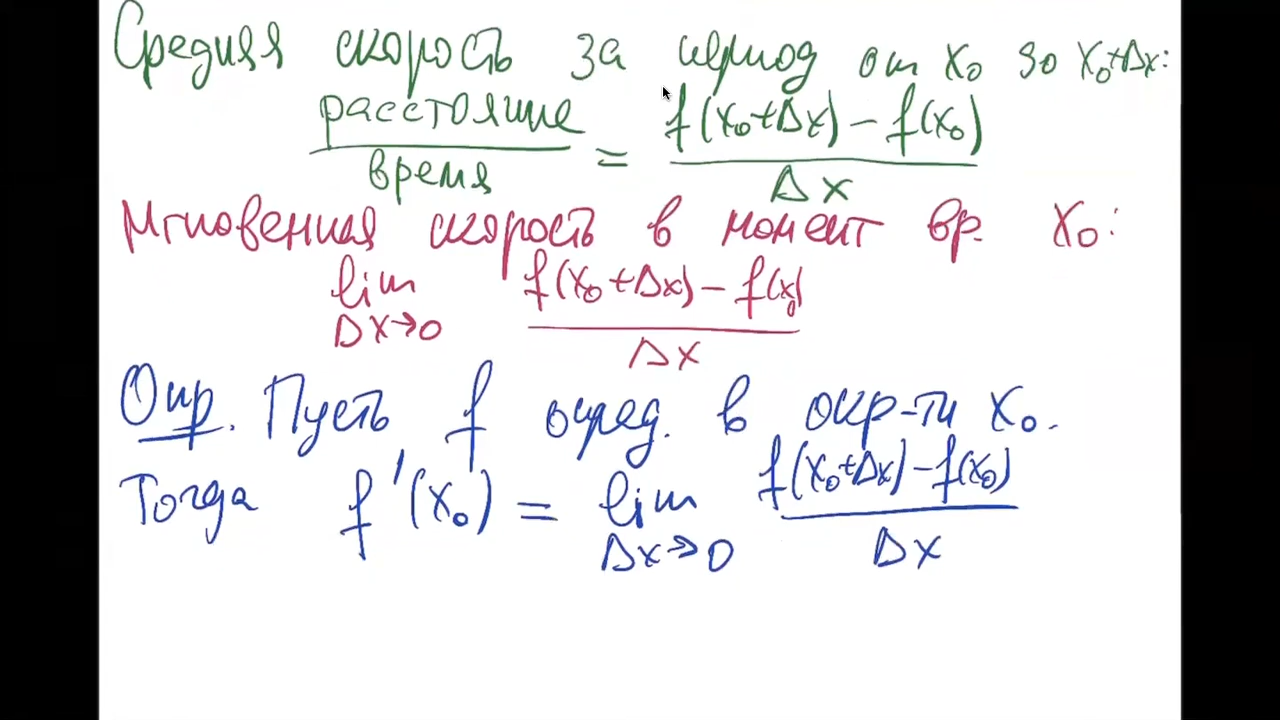 Средняя скорость за период от x₀ до x₀+Δx:
расстояние / время = (f(x₀+Δx) − f(x₀)) / Δx
Мгновенная скорость в момент вр. x₀:
lim Δx→0 (f(x₀+Δx) − f(x₀)) / Δx
Опр. Пусть f опред. в окр-ти x₀.
Тогда f'(x₀) = lim Δx→0 (f(x₀+Δx) − f(x₀)) / Δx